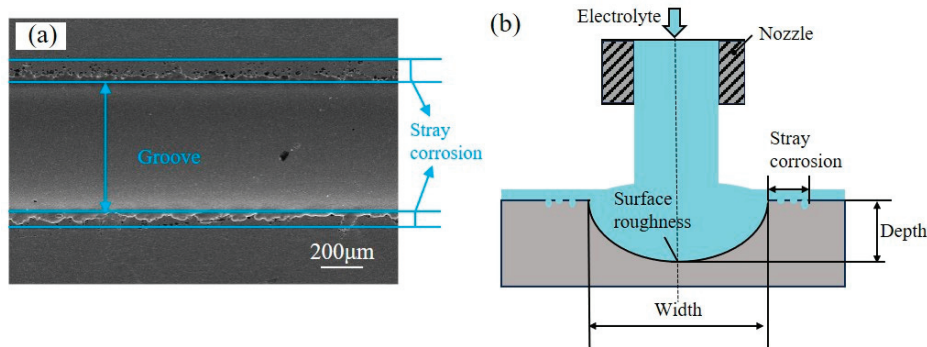 (a)
Groove
Stray
corrosion
200μm
(b)
Electrolyte
Nozzle
Stray
corrosion
Surface
roughness
Depth
Width